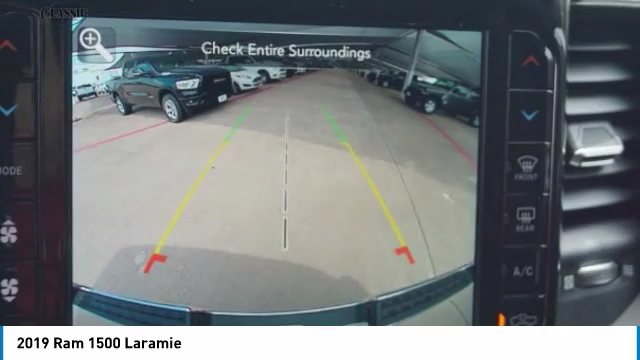 CLASSIC
Check Entire Surroundings
MODE
FRONT
REAR
A/C
2019 Ram 1500 Laramie